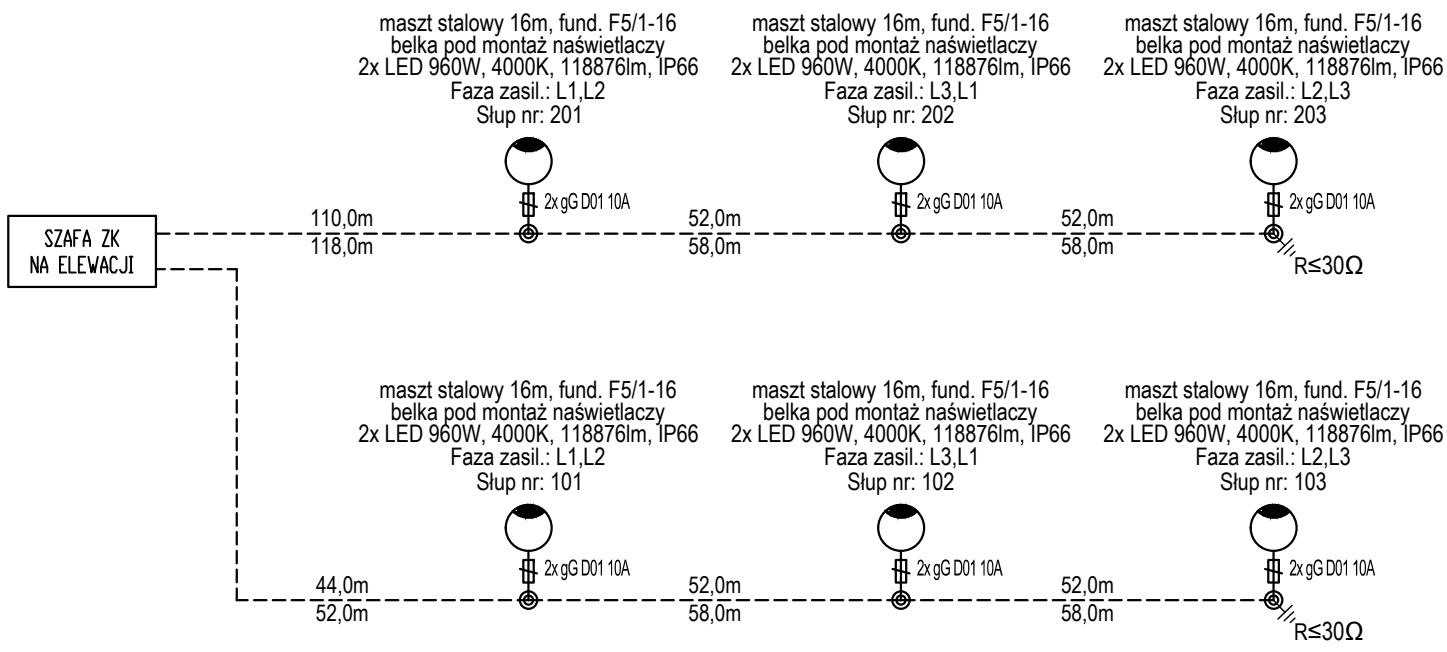 maszt stalowy 16m, fund. F5/1-16
belka pod montaż naświetlaczy
2x LED 960W, 4000K, 118876lm, IP66
Faza zasil.: L1,L2
Słup nr: 201
maszt stalowy 16m, fund. F5/1-16
belka pod montaż naświetlaczy
2x LED 960W, 4000K, 118876lm, IP66
Faza zasil.: L3,L1
Słup nr: 202
maszt stalowy 16m, fund. F5/1-16
belka pod montaż naświetlaczy
2x LED 960W, 4000K, 118876lm, IP66
Faza zasil.: L2,L3
Słup nr: 203
2x gG D01 10A
2x gG D01 10A
2x gG D01 10A
SZAFA ZK
NA ELEWACJI
110,0m
118,0m
52,0m
58,0m
52,0m
58,0m
R≤30Ω
maszt stalowy 16m, fund. F5/1-16
belka pod montaż naświetlaczy
2x LED 960W, 4000K, 118876lm, IP66
Faza zasil.: L1,L2
Słup nr: 101
maszt stalowy 16m, fund. F5/1-16
belka pod montaż naświetlaczy
2x LED 960W, 4000K, 118876lm, IP66
Faza zasil.: L3,L1
Słup nr: 102
maszt stalowy 16m, fund. F5/1-16
belka pod montaż naświetlaczy
2x LED 960W, 4000K, 118876lm, IP66
Faza zasil.: L2,L3
Słup nr: 103
2x gG D01 10A
2x gG D01 10A
2x gG D01 10A
44,0m
52,0m
52,0m
58,0m
52,0m
58,0m
R≤30Ω